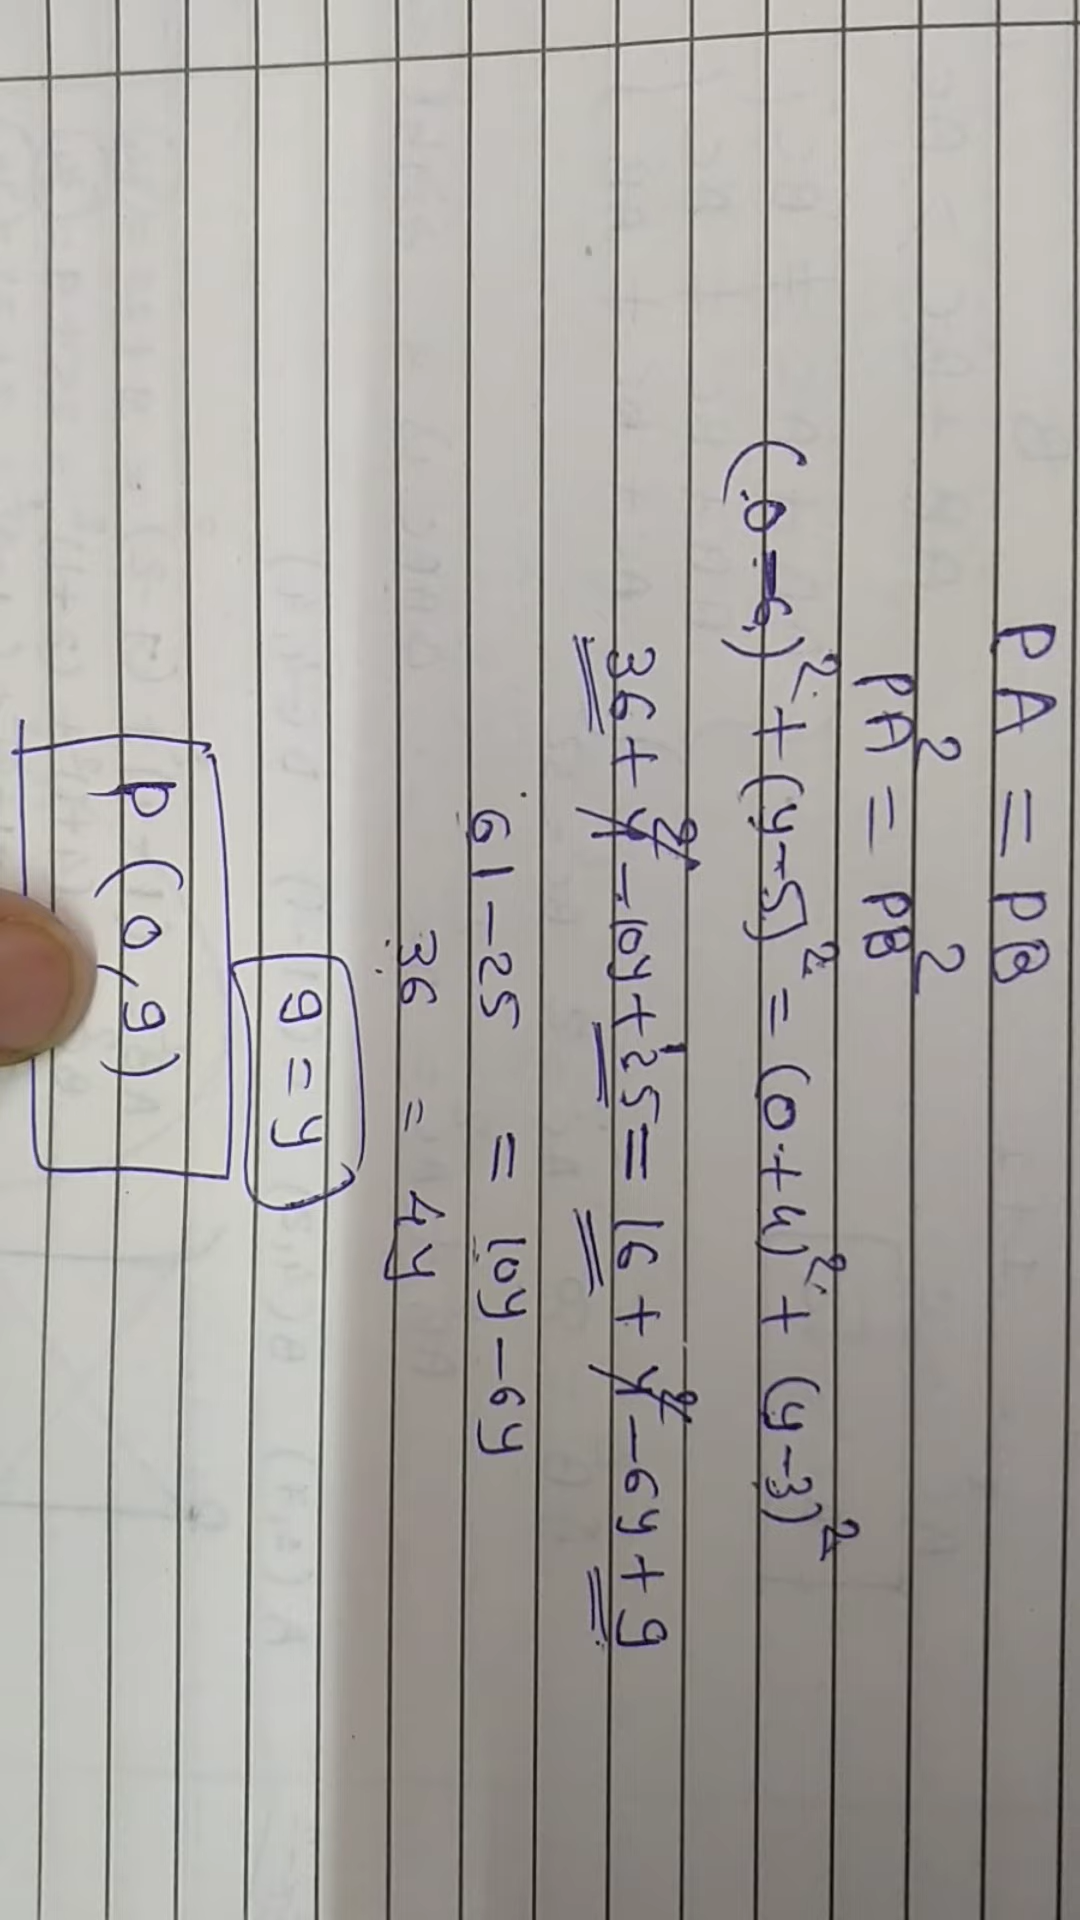 PA = PB
PA² = PB²
(0-6)² + (y-5)² = (0+4)² + (y-3)²
36 + y² - 10y + 25 = 16 + y² - 6y + 9
61 - 25 = 10y - 6y
36 = 4y
9 = y
P (0, 9)